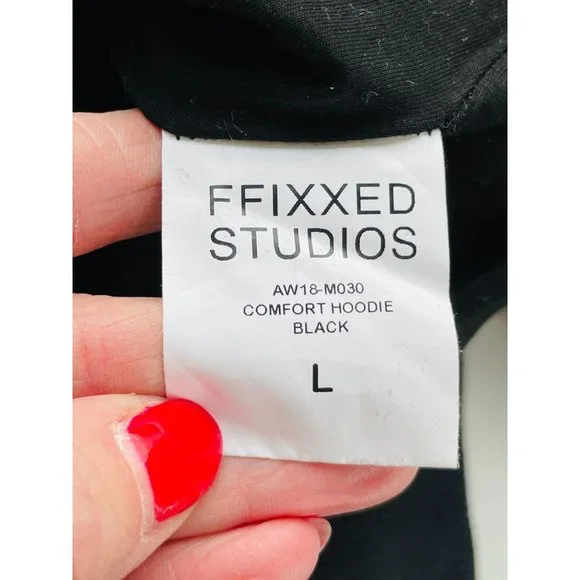 FFIXXED
STUDIOS
AW18-M030
COMFORT HOODIE
BLACK
L